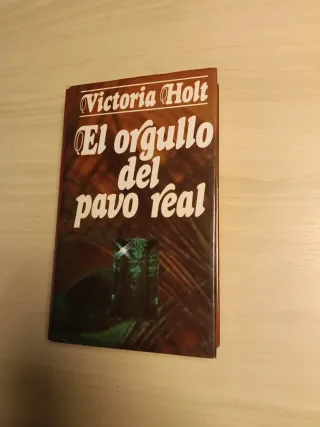 Victoria Holt
El orgullo
del
pavo real